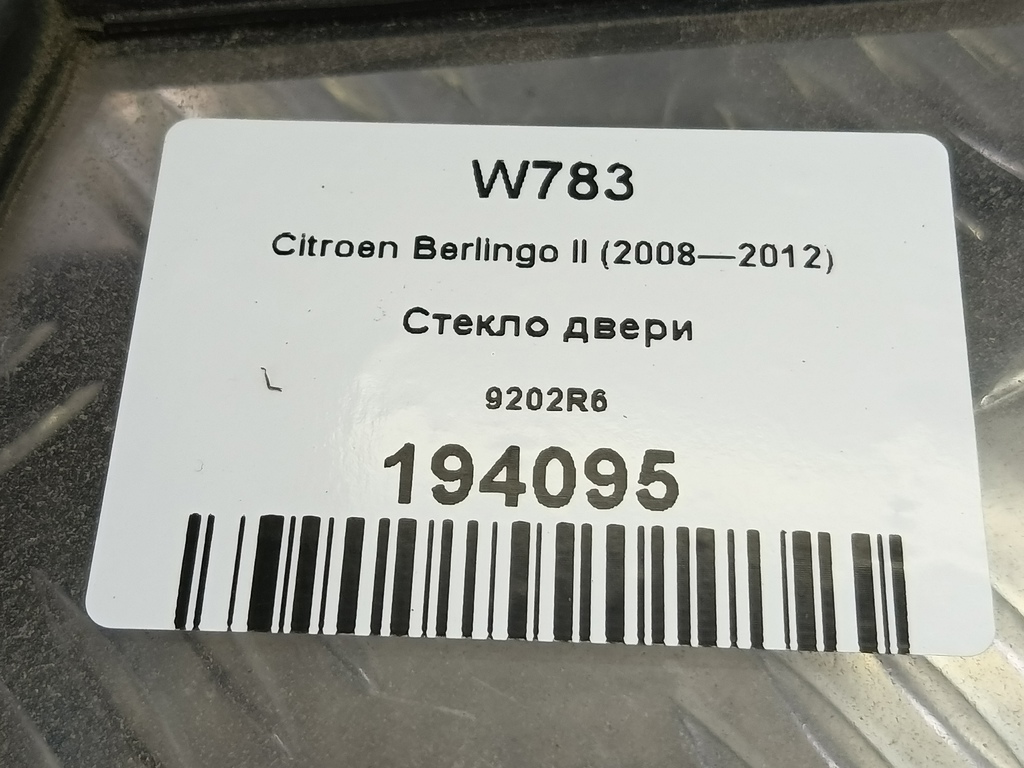 W783
Citroen Berlingo II (2008—2012)
Стекло двери
9202R6
194095